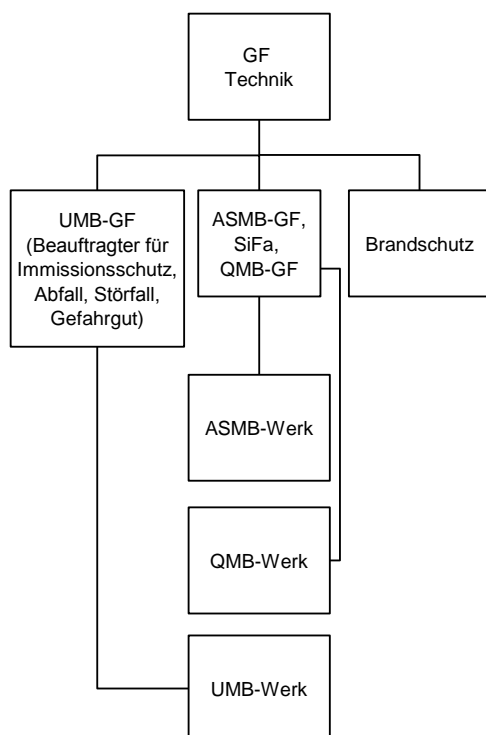 GF
Technik
UMB-GF
(Beauftragter für
Immissionsschutz,
Abfall, Störfall,
Gefahrgut)
ASMB-GF,
SiFa,
QMB-GF
Brandschutz
ASMB-Werk
QMB-Werk
UMB-Werk